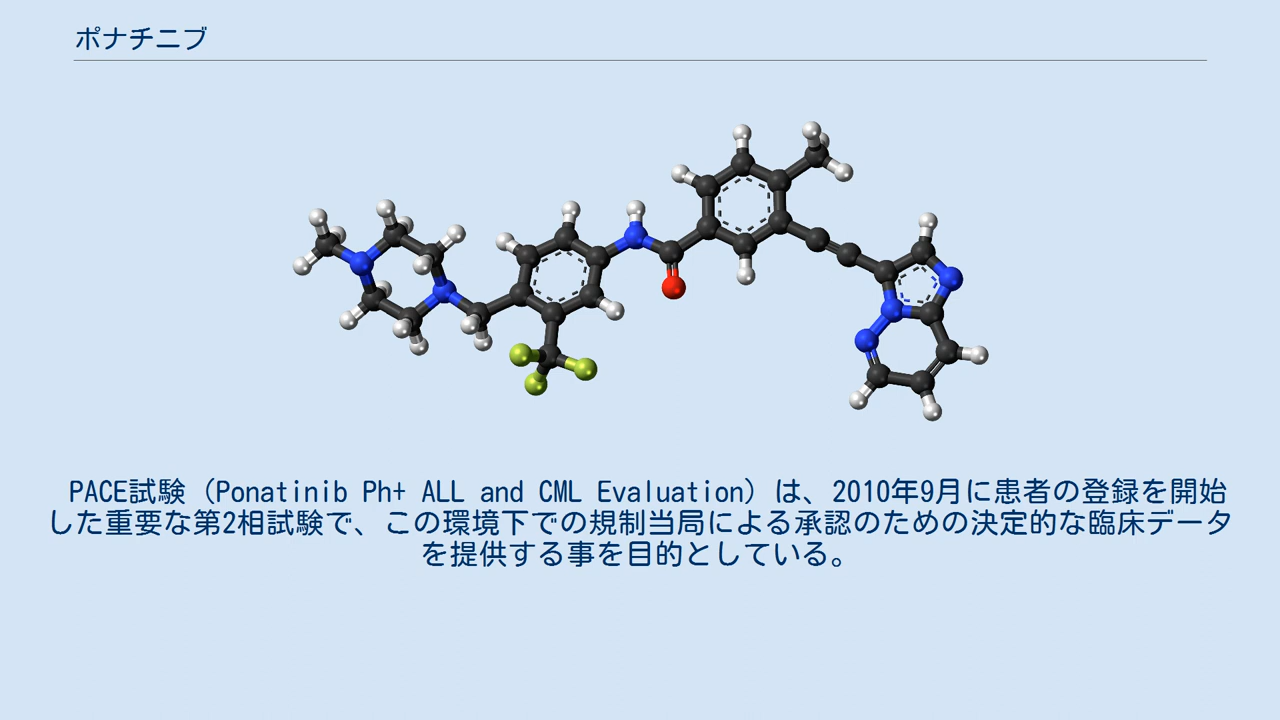 ポナチニブ
PACE試験（Ponatinib Ph+ ALL and CML Evaluation）は、2010年9月に患者の登録を開始
した重要な第2相試験で、この環境下での規制当局による承認のための決定的な臨床データ
を提供する事を目的としている。